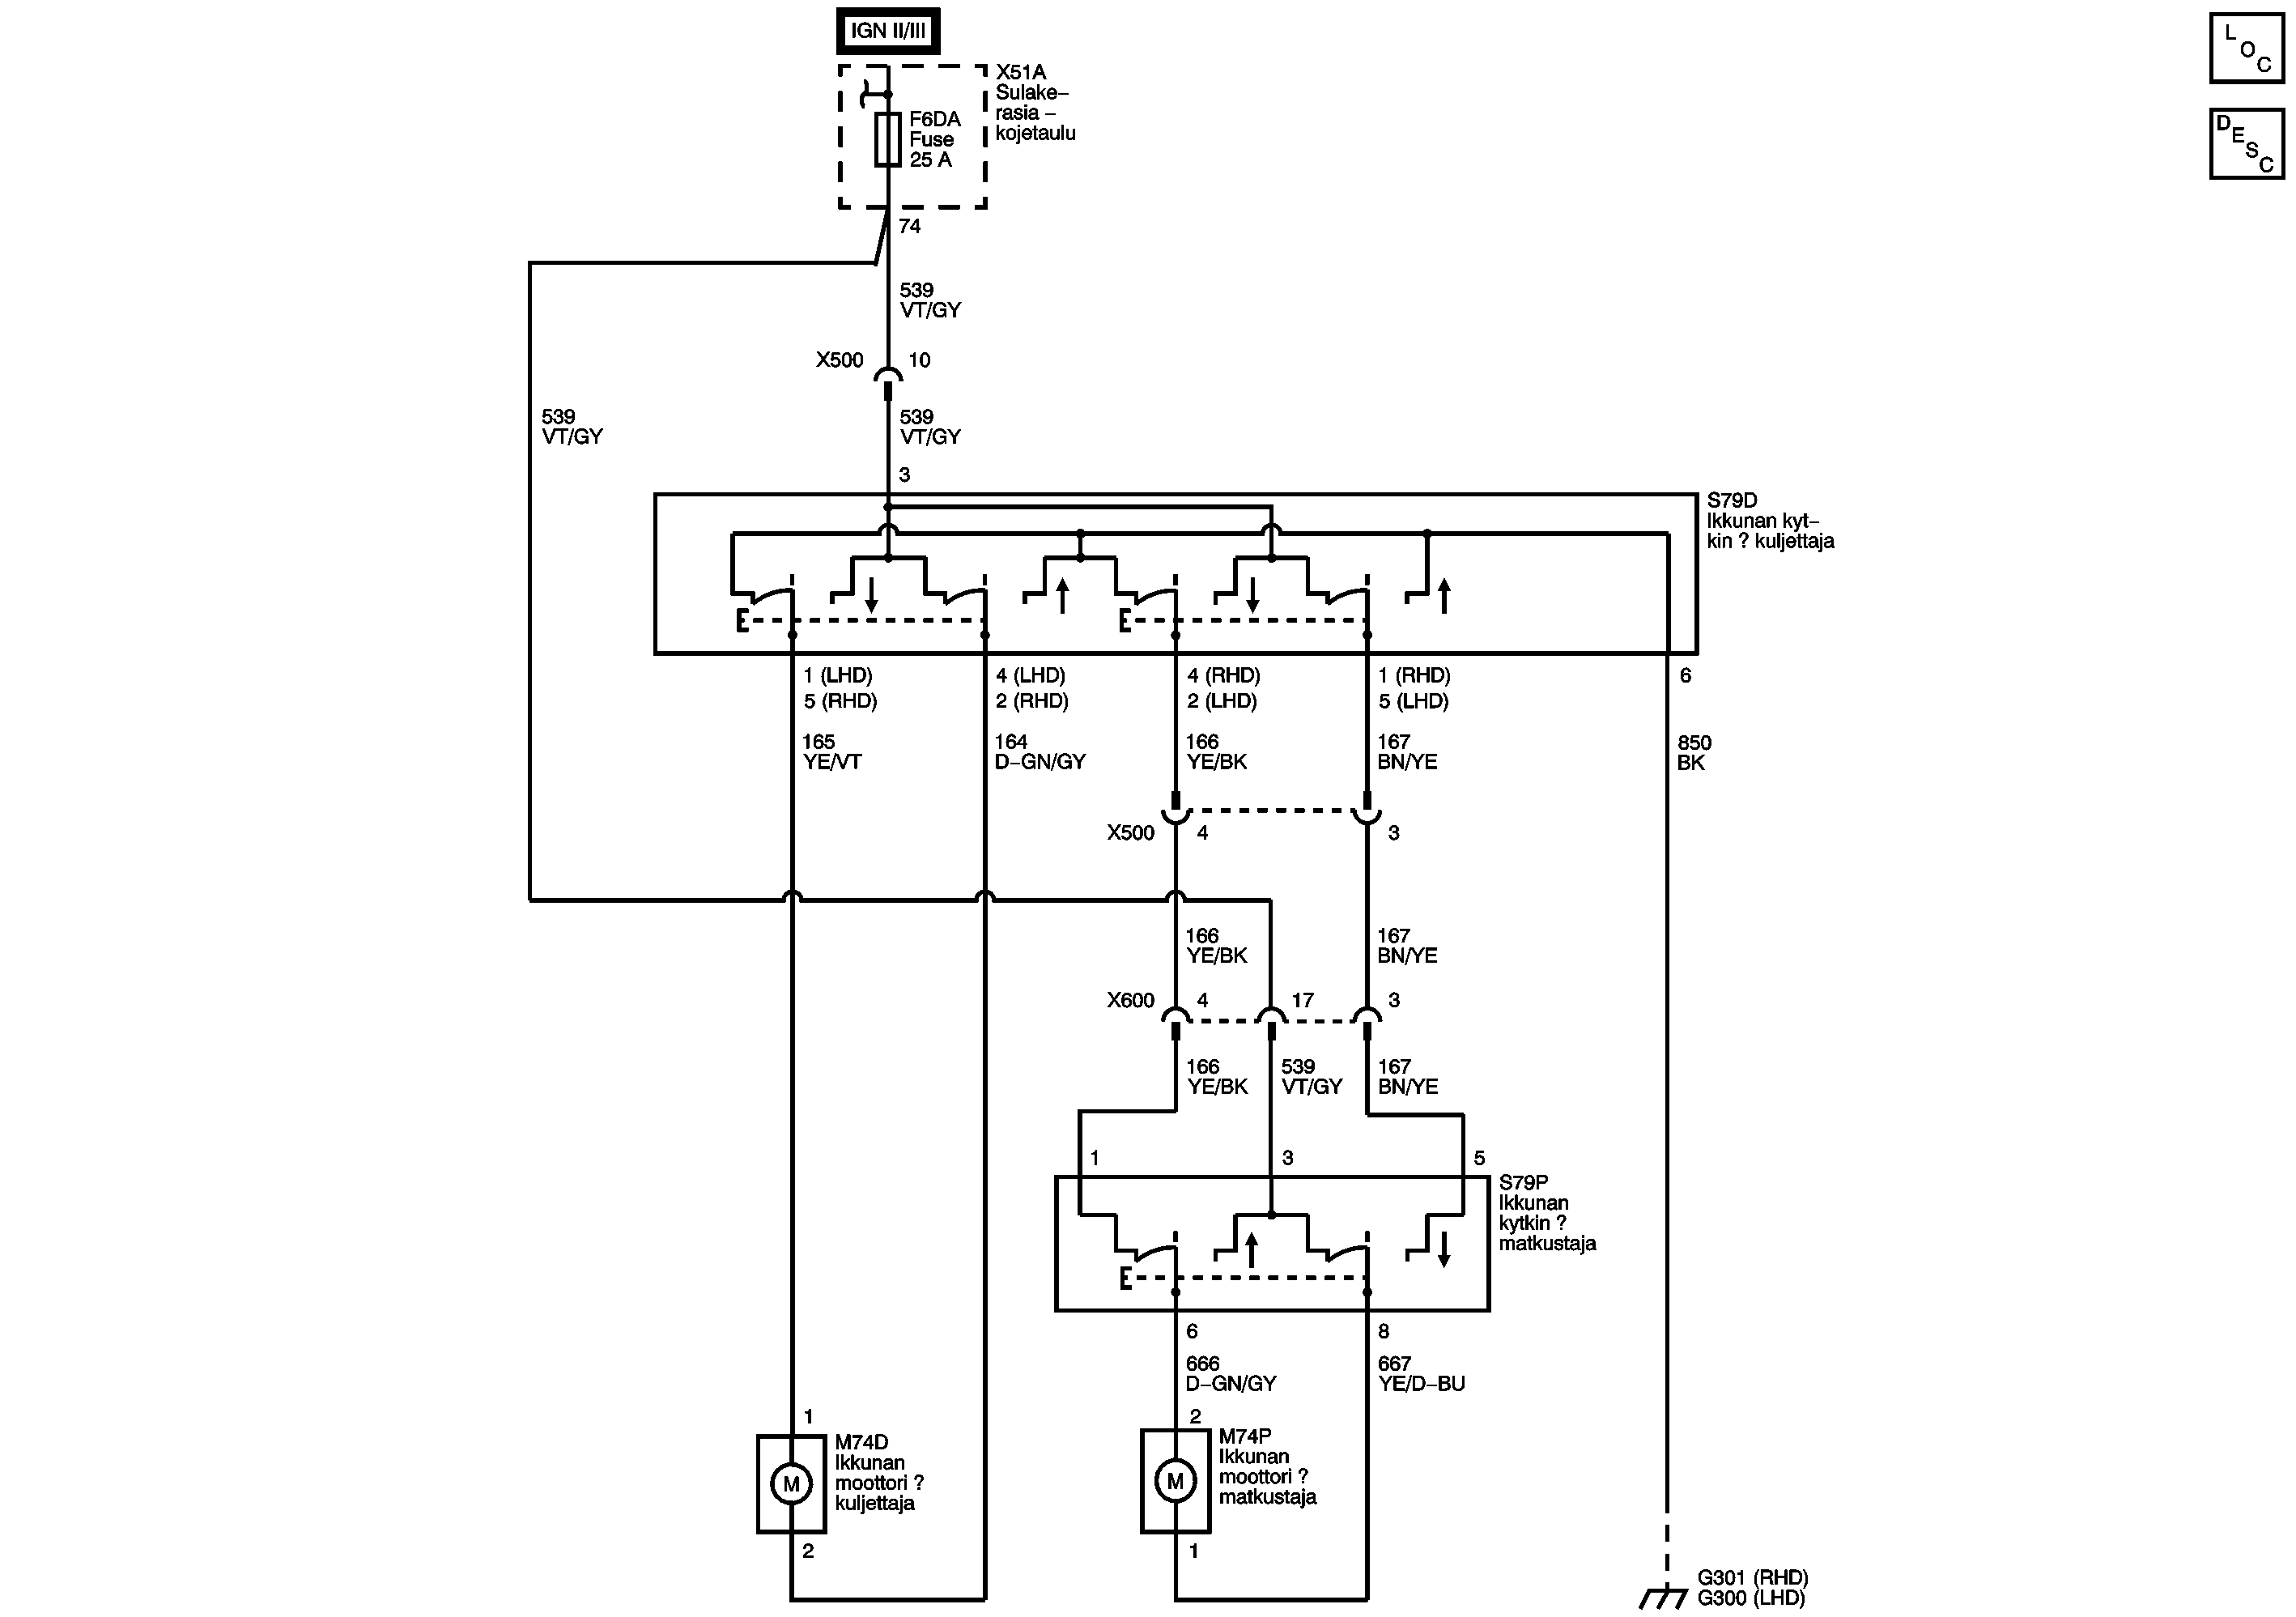 IGN II/III
L
O
C
D
E
S
C
X51A
Sulake–
rasia –
kojetaulu
F6DA
Fuse
25 A
74
539
VT/GY
X500
10
539
VT/GY
539
VT/GY
3
S79D
Ikkunan kyt–
kin ? kuljettaja
1 (LHD)
5 (RHD)
4 (LHD)
2 (RHD)
4 (RHD)
2 (LHD)
1 (RHD)
5 (LHD)
6
165
YE/VT
164
D–GN/GY
166
YE/BK
167
BN/YE
850
BK
X500
4
3
166
YE/BK
167
BN/YE
X600
4
17
3
166
YE/BK
539
VT/GY
167
BN/YE
1
3
5
S79P
Ikkunan
kytkin ?
matkustaja
6
8
666
D–GN/GY
667
YE/D–BU
1
M74D
Ikkunan
moottori ?
kuljettaja
M
2
2
M74P
Ikkunan
moottori ?
matkustaja
M
1
G301 (RHD)
G300 (LHD)